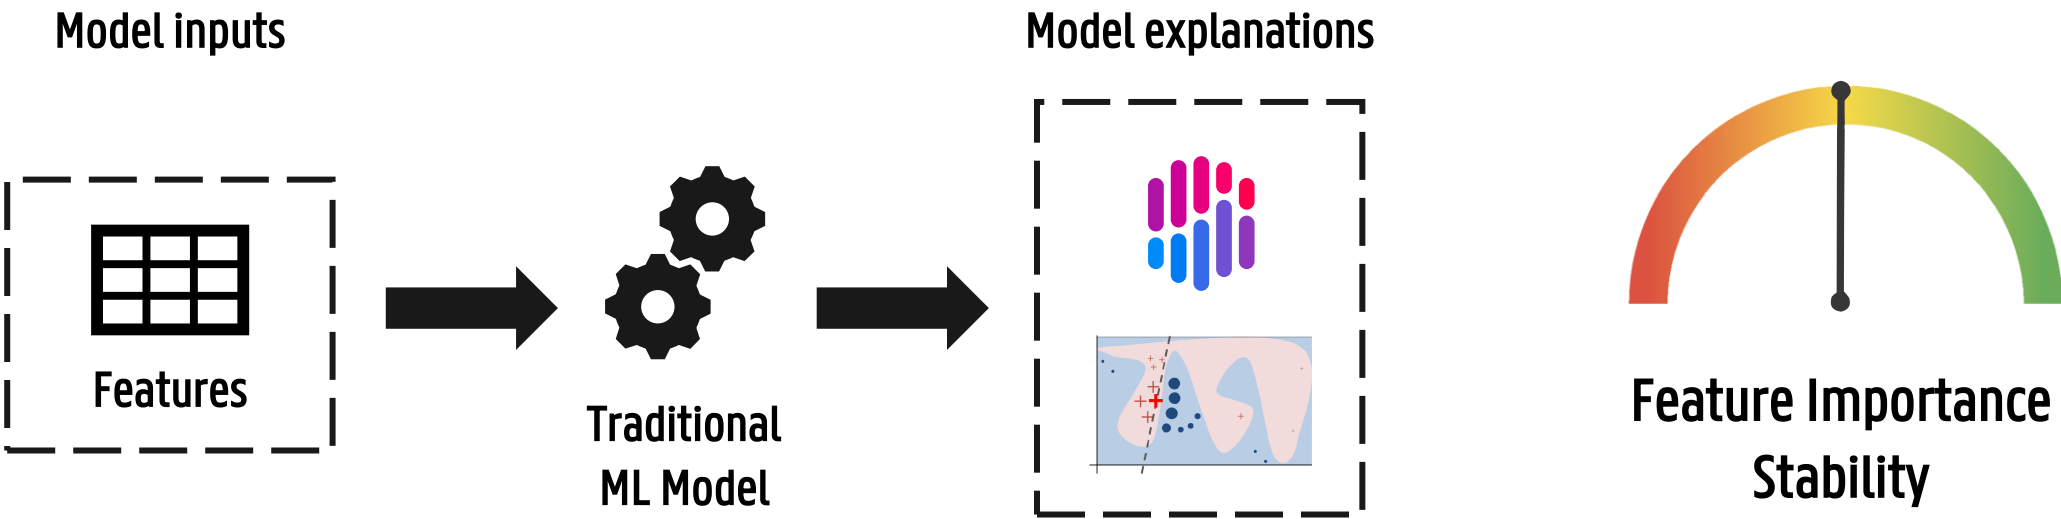 Model inputs
Features
Traditional
ML Model
Model explanations
Feature Importance
Stability